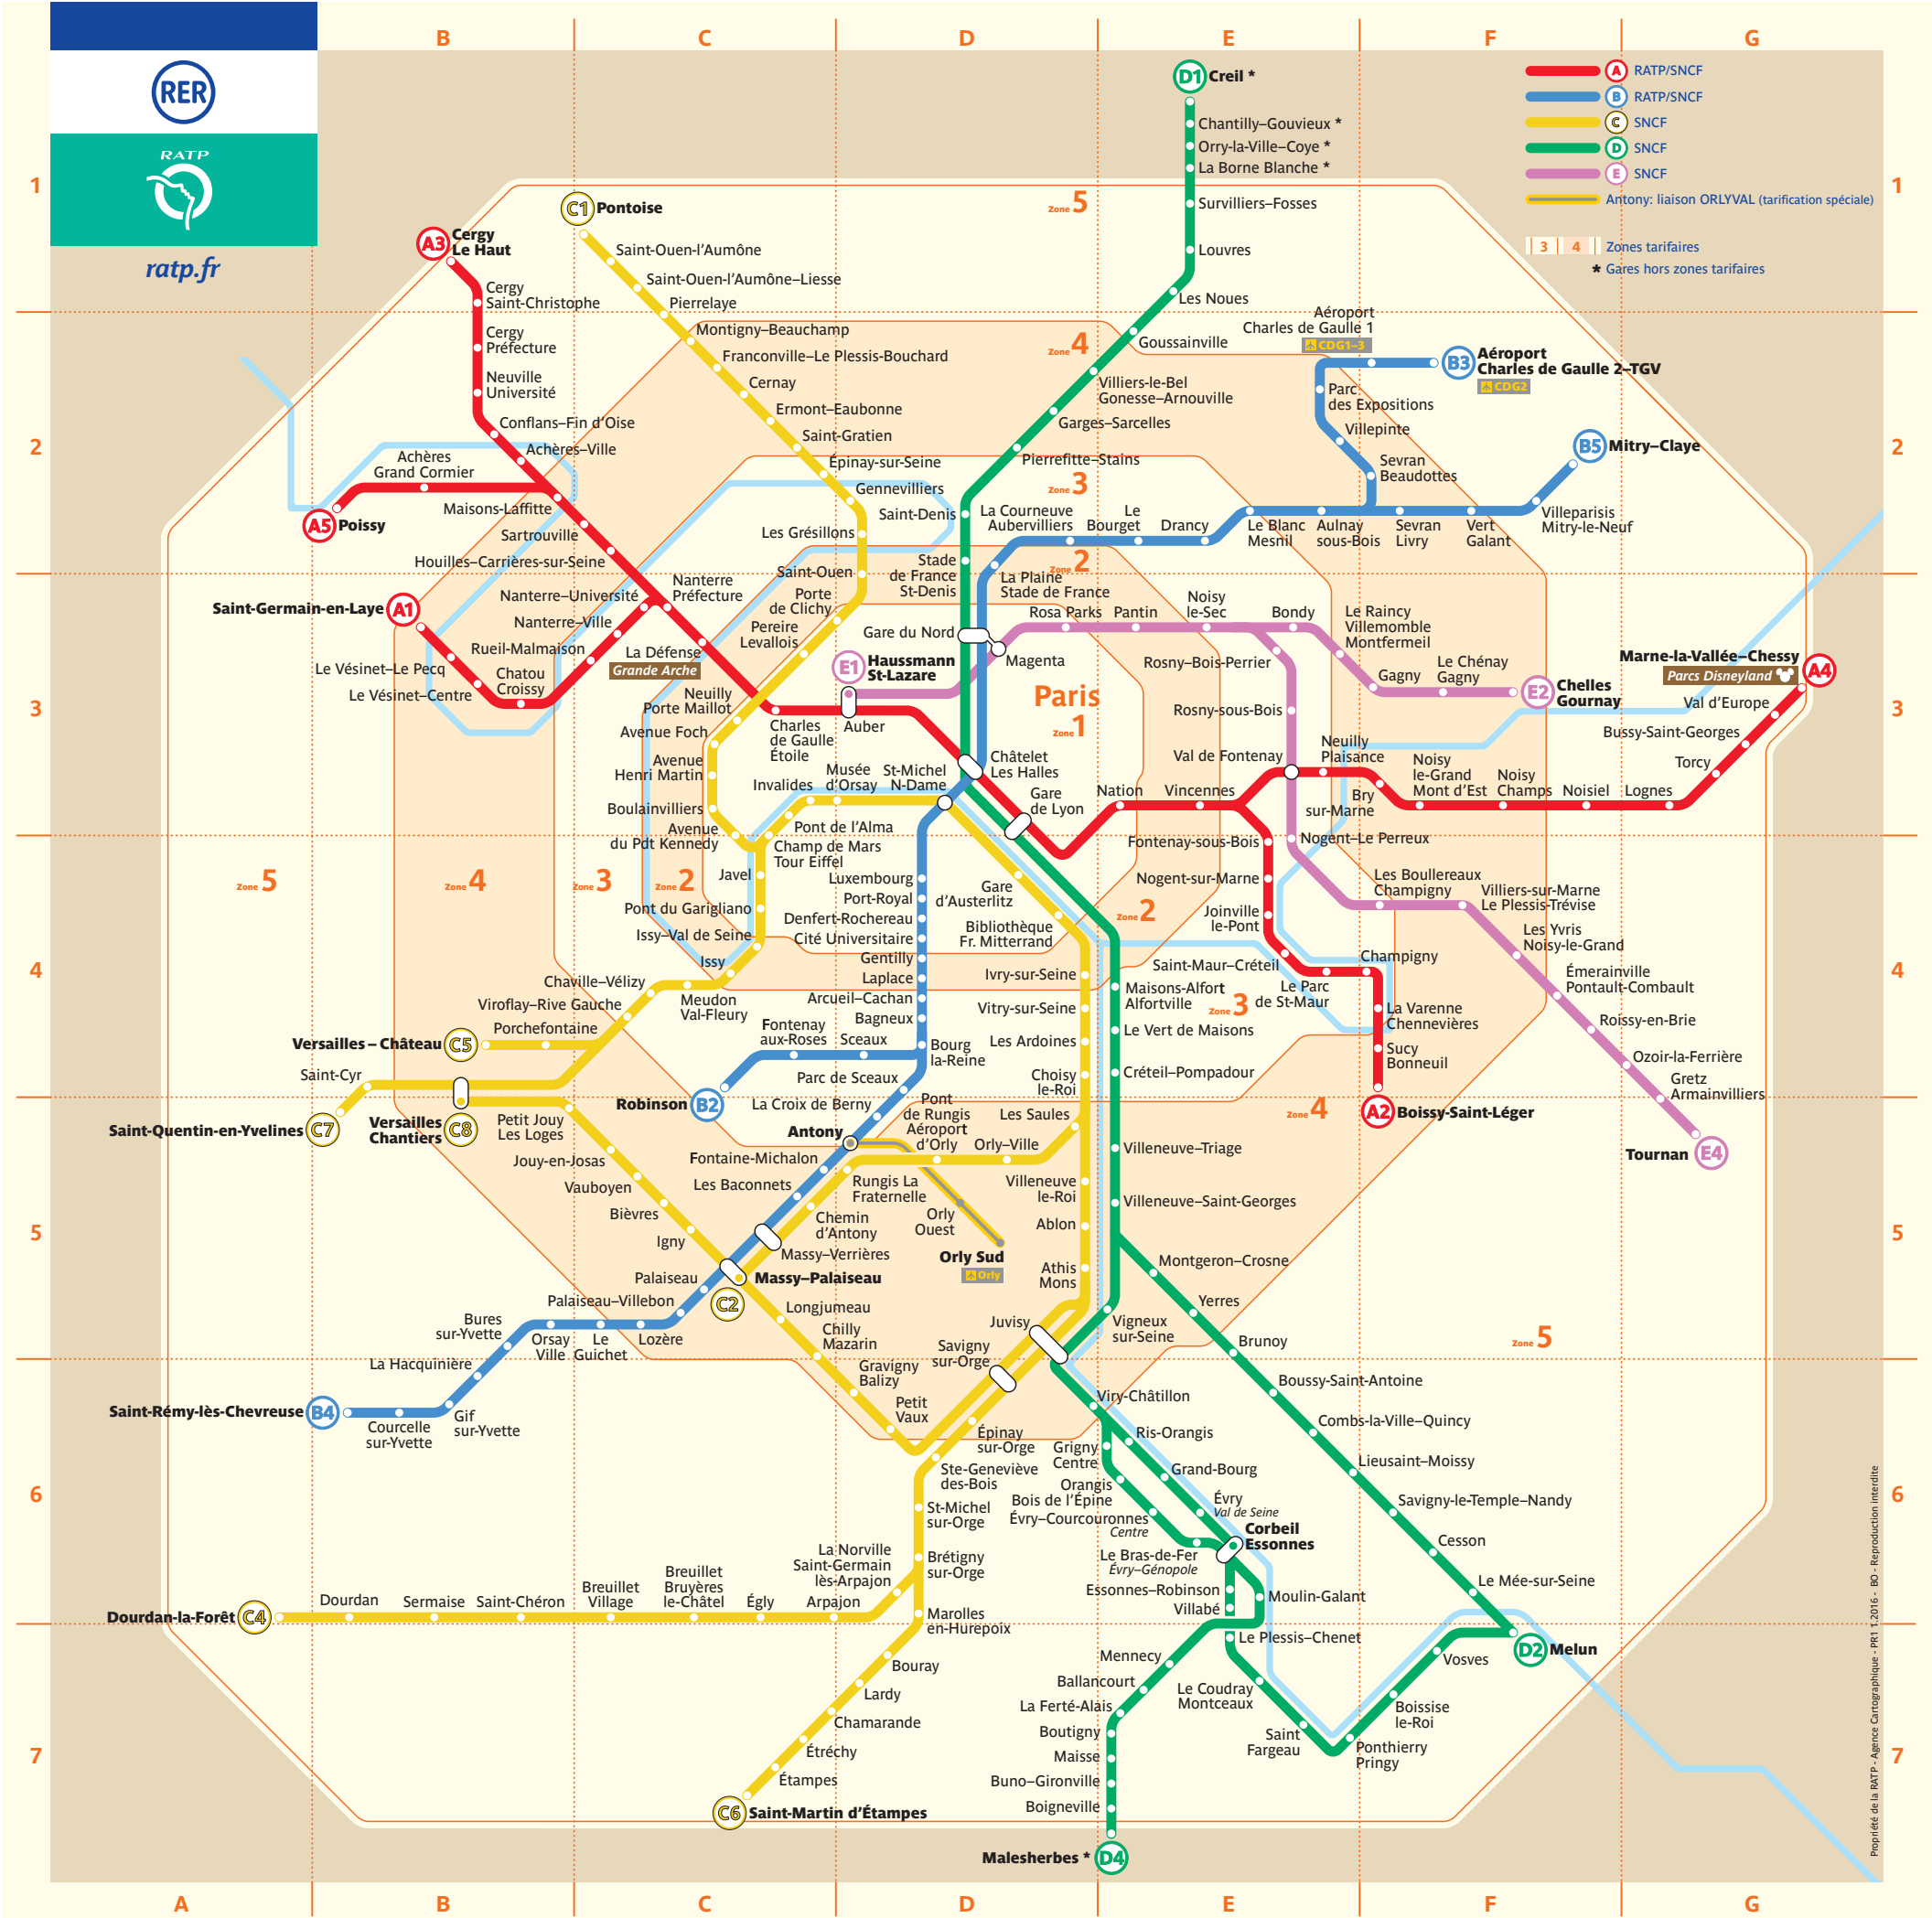 B
C
D
E
F
G
RER
RATP
ratp.fr
D1 Creil *
Chantilly–Gouvieux *
Orry-la-Ville–Coye *
La Borne Blanche *
Survilliers–Fosses
Louvres
Les Noues
Goussainville
Villiers-le-Bel
Gonesse–Arnouville
Garges–Sarcelles
Pierrefitte–Stains
Saint-Denis
Stade
de France
St-Denis
A RATP/SNCF
B RATP/SNCF
C SNCF
D SNCF
E SNCF
Antony: liaison ORLYVAL (tarification spéciale)
3 4 Zones tarifaires
* Gares hors zones tarifaires
1
1
2
2
3
3
4
4
5
5
6
6
7
7
Zone 5
Zone 4
Zone 3
Zone 2
Paris
Zone 1
Zone 5
Zone 4
Zone 3
Zone 2
Zone 2
Zone 3
Zone 4
Zone 5
A3 Cergy
Le Haut
Cergy
Saint-Christophe
Cergy
Préfecture
Neuville
Université
Conflans–Fin d'Oise
Achères–Ville
Achères
Grand Cormier
A5 Poissy
Maisons-Laffitte
Sartrouville
Houilles–Carrières-sur-Seine
Saint-Germain-en-Laye A1
Le Vésinet–Le Pecq
Le Vésinet–Centre
Chatou
Croissy
Rueil-Malmaison
Nanterre–Ville
Nanterre–Université
Nanterre
Préfecture
La Défense
Grande Arche
Charles
de Gaulle
Étoile
Auber
Châtelet
Les Halles
Gare
de Lyon
Nation
Vincennes
Val de Fontenay
Neuilly
Plaisance
Bry
sur-Marne
Noisy
le-Grand
Mont d'Est
Noisy
Champs
Noisiel
Lognes
Torcy
Bussy-Saint-Georges
Val d'Europe
Marne-la-Vallée–Chessy A4
Parcs Disneyland
Fontenay-sous-Bois
Nogent-sur-Marne
Joinville
le-Pont
Saint-Maur–Créteil
Le Parc
de St-Maur
Champigny
La Varenne
Chennevières
Sucy
Bonneuil
A2 Boissy-Saint-Léger
Aéroport
Charles de Gaulle 1
CDG1–3
B3 Aéroport
Charles de Gaulle 2–TGV
CDG2
Parc
des Expositions
Villepinte
Sevran
Beaudottes
B5 Mitry–Claye
Villeparisis
Mitry-le-Neuf
Vert
Galant
Sevran
Livry
Aulnay
sous-Bois
Le Blanc
Mesnil
Drancy
Le
Bourget
La Courneuve
Aubervilliers
La Plaine
Stade de France
Gare du Nord
St-Michel
N-Dame
Luxembourg
Port-Royal
Denfert-Rochereau
Cité Universitaire
Gentilly
Laplace
Arcueil–Cachan
Bagneux
Bourg
la-Reine
Sceaux
Fontenay
aux-Roses
Robinson B2
Parc de Sceaux
La Croix de Berny
Antony
Fontaine-Michalon
Les Baconnets
Massy–Verrières
Massy–Palaiseau
C2
Palaiseau
Palaiseau–Villebon
Lozère
Le
Guichet
Orsay
Ville
Bures
sur-Yvette
La Hacquinière
Gif
sur-Yvette
Courcelle
sur-Yvette
Saint-Rémy-lès-Chevreuse B4
Orly
Ouest
Orly Sud
Orly
C1 Pontoise
Saint-Ouen-l'Aumône
Saint-Ouen-l'Aumône–Liesse
Pierrelaye
Montigny–Beauchamp
Franconville–Le Plessis-Bouchard
Cernay
Ermont–Eaubonne
Saint-Gratien
Épinay-sur-Seine
Gennevilliers
Les Grésillons
Saint-Ouen
Porte
de Clichy
Pereire
Levallois
Neuilly
Porte Maillot
Avenue Foch
Avenue
Henri Martin
Boulainvilliers
Avenue
du Pdt Kennedy
Champ de Mars
Tour Eiffel
Pont de l'Alma
Invalides
Musée
d'Orsay
Gare
d'Austerlitz
Bibliothèque
Fr. Mitterrand
Javel
Pont du Garigliano
Issy–Val de Seine
Issy
Meudon
Val-Fleury
Chaville–Vélizy
Viroflay–Rive Gauche
Porchefontaine
Versailles – Château C5
Saint-Cyr
Saint-Quentin-en-Yvelines C7
Versailles
Chantiers C8
Petit Jouy
Les Loges
Jouy-en-Josas
Vauboyen
Bièvres
Igny
Longjumeau
Chilly
Mazarin
Gravigny
Balizy
Petit
Vaux
Ivry-sur-Seine
Vitry-sur-Seine
Les Ardoines
Choisy
le-Roi
Les Saules
Orly–Ville
Pont
de Rungis
Aéroport
d'Orly
Rungis La
Fraternelle
Chemin
d'Antony
Villeneuve
le-Roi
Ablon
Athis
Mons
Juvisy
Savigny
sur-Orge
Épinay
sur-Orge
Ste-Geneviève
des-Bois
St-Michel
sur-Orge
Brétigny
sur-Orge
La Norville
Saint-Germain
lès-Arpajon
Arpajon
Égly
Breuillet
Bruyères
le-Châtel
Breuillet
Village
Saint-Chéron
Sermaise
Dourdan
Dourdan-la-Forêt C4
Marolles
en-Hurepoix
Bouray
Lardy
Chamarande
Étréchy
Étampes
C6 Saint-Martin d'Étampes
E1 Haussmann
St-Lazare
Magenta
Rosa Parks
Pantin
Noisy
le-Sec
Bondy
Le Raincy
Villemomble
Montfermeil
Gagny
Le Chénay
Gagny
E2 Chelles
Gournay
Rosny–Bois-Perrier
Rosny-sous-Bois
Nogent–Le Perreux
Les Boullereaux
Champigny
Villiers-sur-Marne
Le Plessis-Trévise
Les Yvris
Noisy-le-Grand
Émerainville
Pontault-Combault
Roissy-en-Brie
Ozoir-la-Ferrière
Gretz
Armainvilliers
Tournan E4
Maisons-Alfort
Alfortville
Le Vert de Maisons
Créteil–Pompadour
Villeneuve–Triage
Villeneuve–Saint-Georges
Vigneux
sur-Seine
Montgeron–Crosne
Yerres
Brunoy
Boussy-Saint-Antoine
Combs-la-Ville–Quincy
Lieusaint–Moissy
Savigny-le-Temple–Nandy
Cesson
Le Mée-sur-Seine
D2 Melun
Vosves
Boissise
le-Roi
Ponthierry
Pringy
Saint
Fargeau
Le Coudray
Montceaux
Le Plessis–Chenet
Villabé
Essonnes–Robinson
Moulin-Galant
Corbeil
Essonnes
Viry-Châtillon
Ris-Orangis
Grand-Bourg
Évry
Val de Seine
Grigny
Centre
Orangis
Bois de l'Épine
Évry–Courcouronnes
Centre
Le Bras-de-Fer
Évry–Génopole
Mennecy
Ballancourt
La Ferté-Alais
Boutigny
Maisse
Buno–Gironville
Boigneville
Malesherbes * D4
Propriété de la RATP - Agence Cartographique - PR1 1.2016 - BO - Reproduction interdite
A
B
C
D
E
F
G